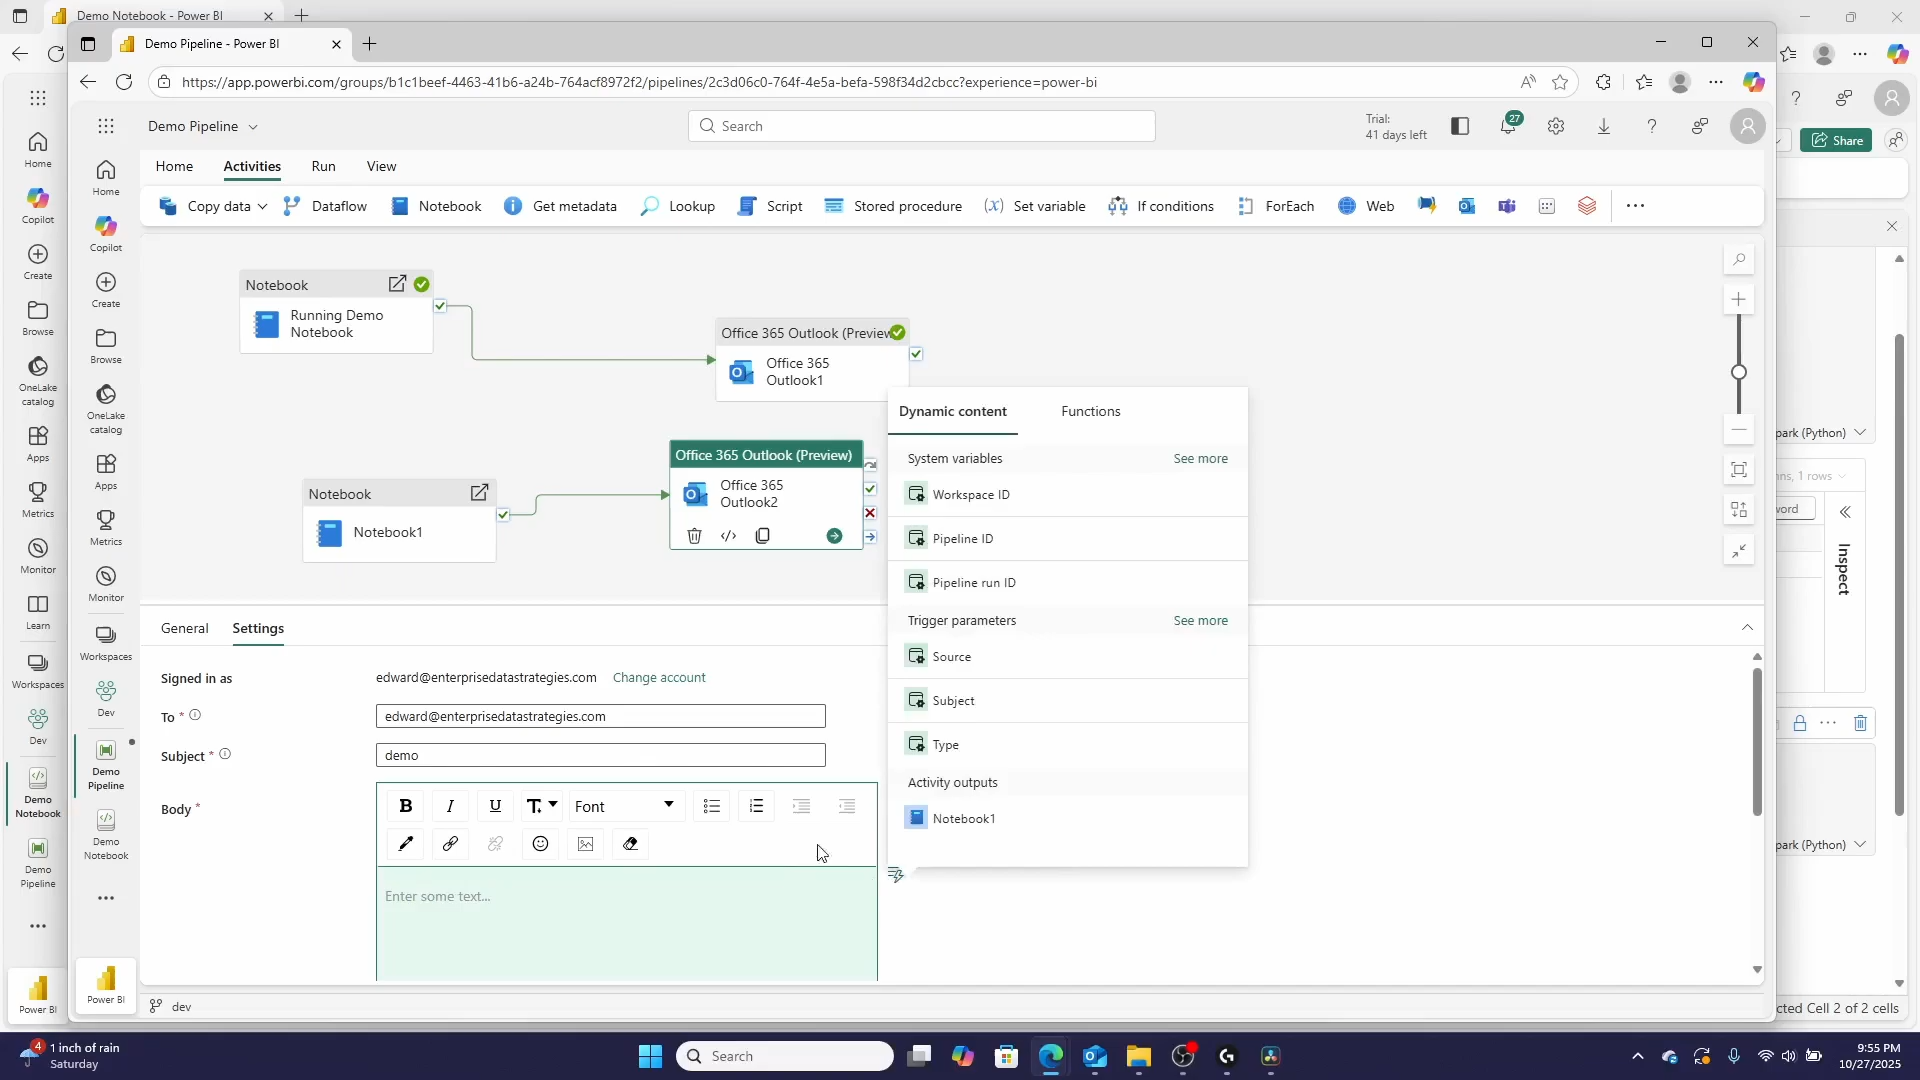 Demo Notebook - Power BI
Demo Pipeline - Power BI
https://app.powerbi.com/groups/b1c1beef-4463-41b6-a24b-764acf8972f2/pipelines/2c3d06c0-764f-4e5a-befa-598f34d2cbcc?experience=power-bi
Demo Pipeline
Search
Trial:
41 days left
27
Share
Home
Activities
Run
View
Copy data
Dataflow
Notebook
Get metadata
Lookup
Script
Stored procedure
Set variable
If conditions
ForEach
Web
Home
Copilot
Create
Browse
OneLake
catalog
Apps
Metrics
Monitor
Learn
Workspaces
Dev
Demo
Notebook
Demo
Pipeline
Power BI
Home
Copilot
Create
Browse
OneLake
catalog
Apps
Metrics
Monitor
Workspaces
Dev
Demo
Pipeline
Demo
Notebook
Power BI
Notebook
Running Demo
Notebook
Office 365 Outlook (Preview
Office 365
Outlook1
Notebook
Notebook1
Office 365 Outlook (Preview)
Office 365
Outlook2
Dynamic content
Functions
System variables
See more
Workspace ID
Pipeline ID
Pipeline run ID
Trigger parameters
See more
Source
Subject
Type
Activity outputs
Notebook1
General
Settings
Signed in as
edward@enterprisedatastrategies.com
Change account
To *
edward@enterprisedatastrategies.com
Subject *
demo
Body *
B
I
U
Font
Enter some text...
dev
park (Python)
ns, 1 rows
ord
Inspect
park (Python)
cted Cell 2 of 2 cells
4
1 inch of rain
Saturday
Search
9:55 PM
10/27/2025